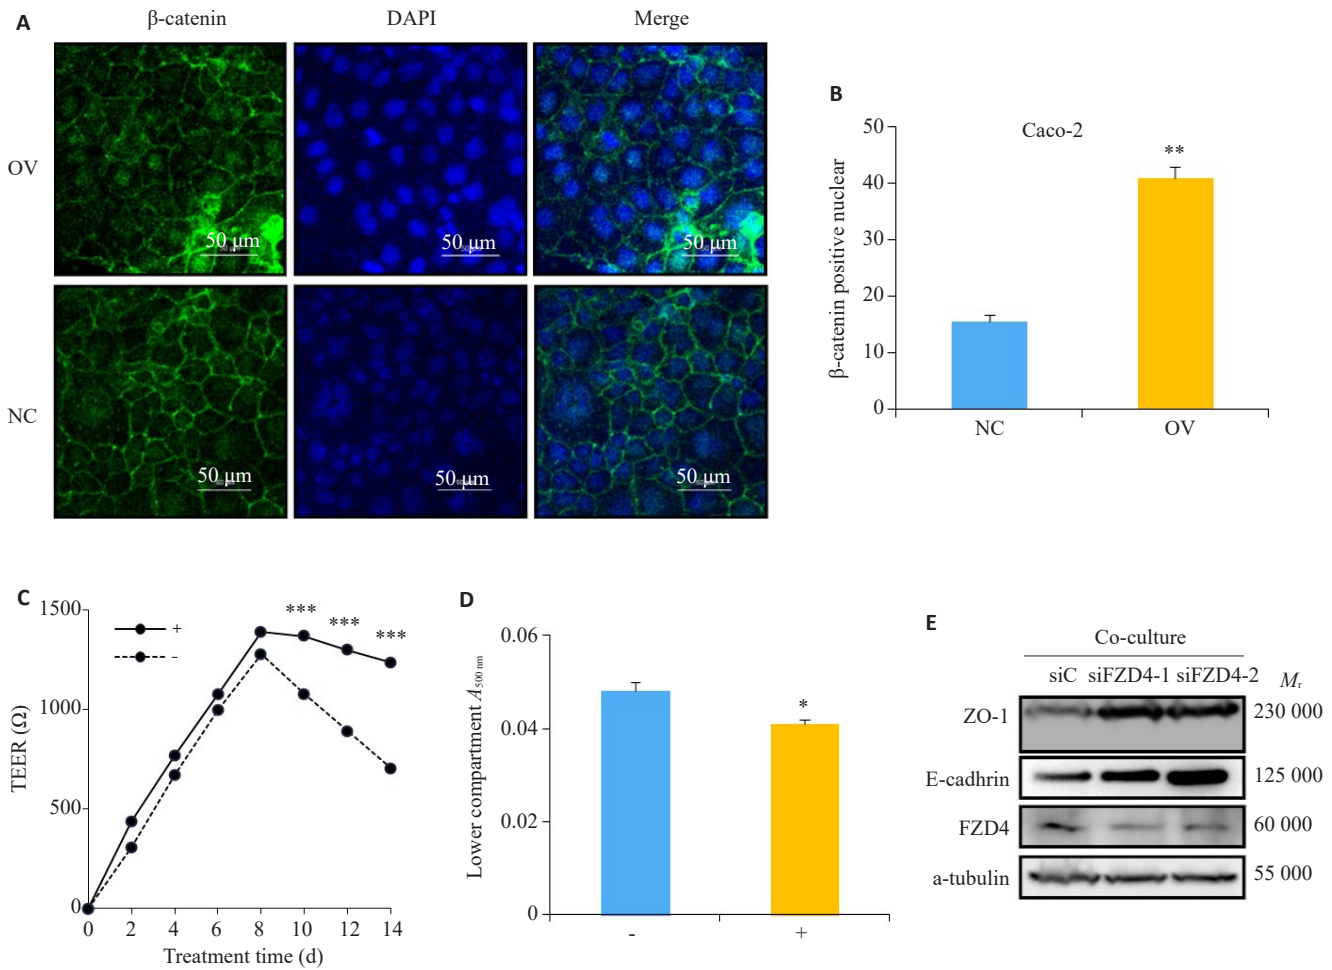 A
β-catenin DAPI Merge
OV
50 μm 50 μm 50 μm
NC
50 μm 50 μm 50 μm
B
Caco-2
β-catenin positive nuclear
50
40
30
20
10
0
**
NC OV
C
TEER (Ω)
1500
1000
500
0
+
-
*** *** ***
0 2 4 6 8 10 12 14
Treatment time (d)
D
Lower compartment A500 nm
0.06
0.04
0.02
0
*
- +
E
Co-culture
siC siFZD4-1 siFZD4-2 Mr
ZO-1 230 000
E-cadhrin 125 000
FZD4 60 000
a-tubulin 55 000